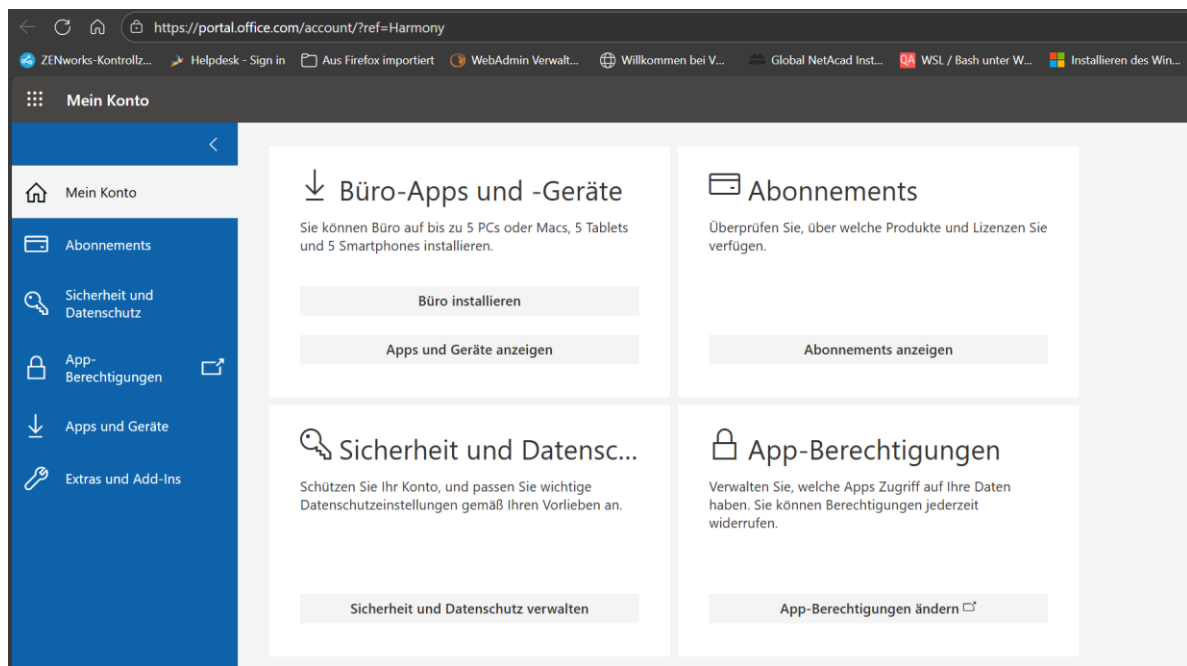 https://portal.office.com/account/?ref=Harmony
ZENworks-Kontrollz... Helpdesk - Sign in Aus Firefox importiert WebAdmin Verwalt... Willkommen bei V... Global NetAcad Inst... QA WSL / Bash unter W... Installieren des Win...
Mein Konto
Mein Konto
Abonnements
Sicherheit und
Datenschutz
App-
Berechtigungen
Apps und Geräte
Extras und Add-Ins
Büro-Apps und -Geräte
Sie können Büro auf bis zu 5 PCs oder Macs, 5 Tablets
und 5 Smartphones installieren.
Büro installieren
Apps und Geräte anzeigen
Abonnements
Überprüfen Sie, über welche Produkte und Lizenzen Sie
verfügen.
Abonnements anzeigen
Sicherheit und Datensc...
Schützen Sie Ihr Konto, und passen Sie wichtige
Datenschutzeinstellungen gemäß Ihren Vorlieben an.
Sicherheit und Datenschutz verwalten
App-Berechtigungen
Verwalten Sie, welche Apps Zugriff auf Ihre Daten
haben. Sie können Berechtigungen jederzeit
widerrufen.
App-Berechtigungen ändern